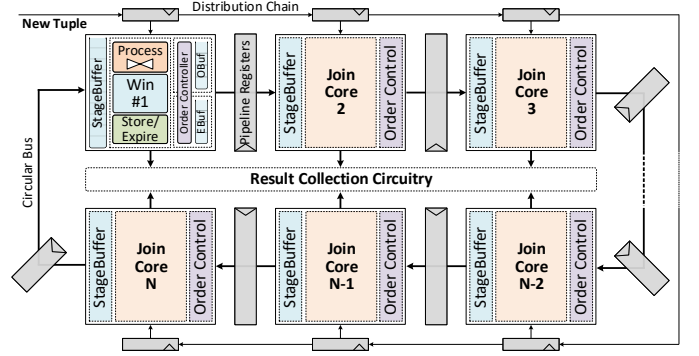 Distribution Chain
New Tuple
StageBuffer
Process
Win
#1
Store/
Expire
Order Controller
OBuf
EBuf
Pipeline Registers
StageBuffer
Join
Core
2
Order Control
StageBuffer
Join
Core
3
Order Control
Circular Bus
Result Collection Circuitry
StageBuffer
Join
Core
N
Order Control
StageBuffer
Join
Core
N-1
Order Control
StageBuffer
Join
Core
N-2
Order Control